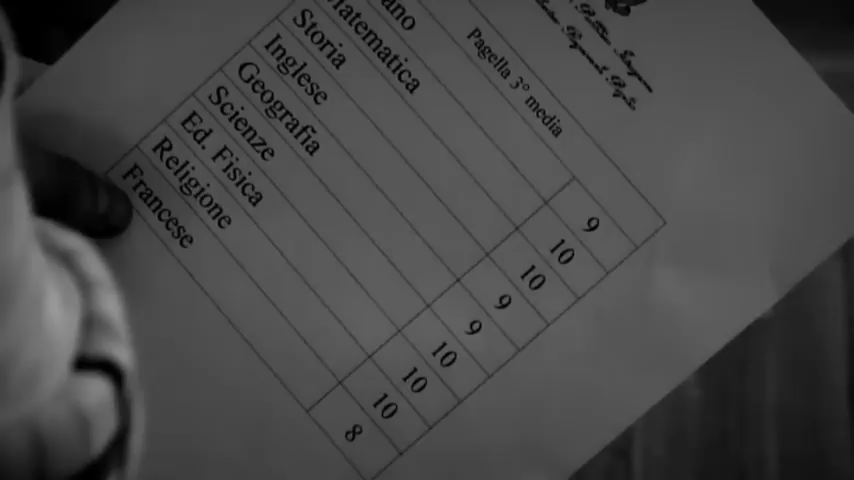 Pagella 3° media
ano 9
Matematica 10
Storia 10
Inglese 9
Geografia 9
Scienze 10
Ed. Fisica 10
Religione 10
Francese 8